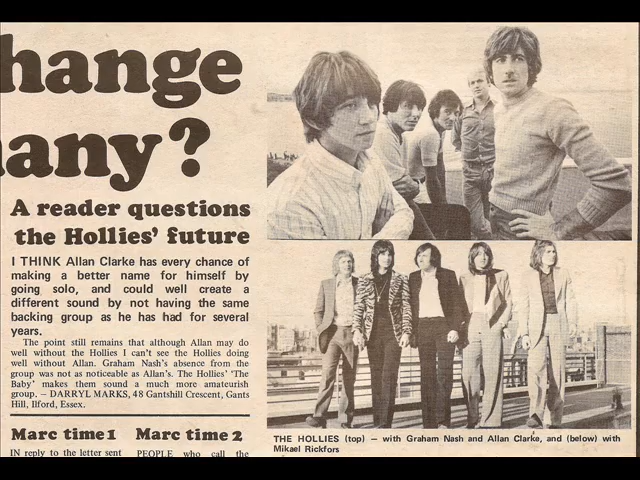 hange
any?
A reader questions
the Hollies' future
I THINK Allan Clarke has every chance of
making a better name for himself by
going solo, and could well create a
different sound by not having the same
backing group as he has had for several
years.
The point still remains that although Allan may do
well without the Hollies I can't see the Hollies doing
well without Allan. Graham Nash's absence from the
group was not as noticeable as Allan's. The Hollies' 'The
Baby' makes them sound a much more amateurish
group. — DARRYL MARKS, 48 Gantshill Crescent, Gants
Hill, Ilford, Essex.
Marc time 1
IN reply to the letter sent
Marc time 2
PEOPLE who call the
THE HOLLIES (top) — with Graham Nash and Allan Clarke, and (below) with
Mikael Rickfors